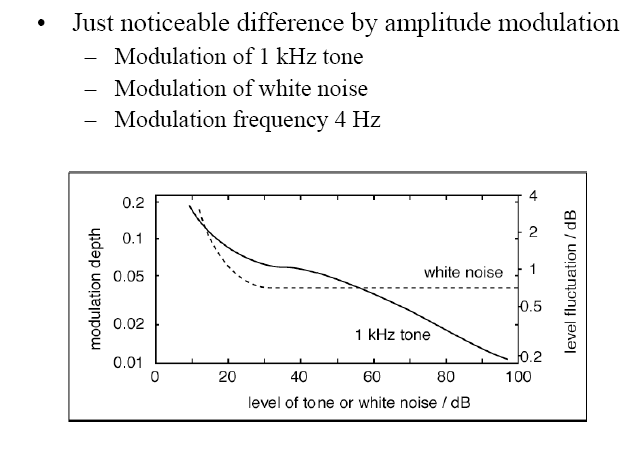 • Just noticeable difference by amplitude modulation
– Modulation of 1 kHz tone
– Modulation of white noise
– Modulation frequency 4 Hz
modulation depth
0.2
0.1
0.05
0.02
0.01
white noise
1 kHz tone
4
2
1
0.5
0.2
level fluctuation / dB
0 20 40 60 80 100
level of tone or white noise / dB